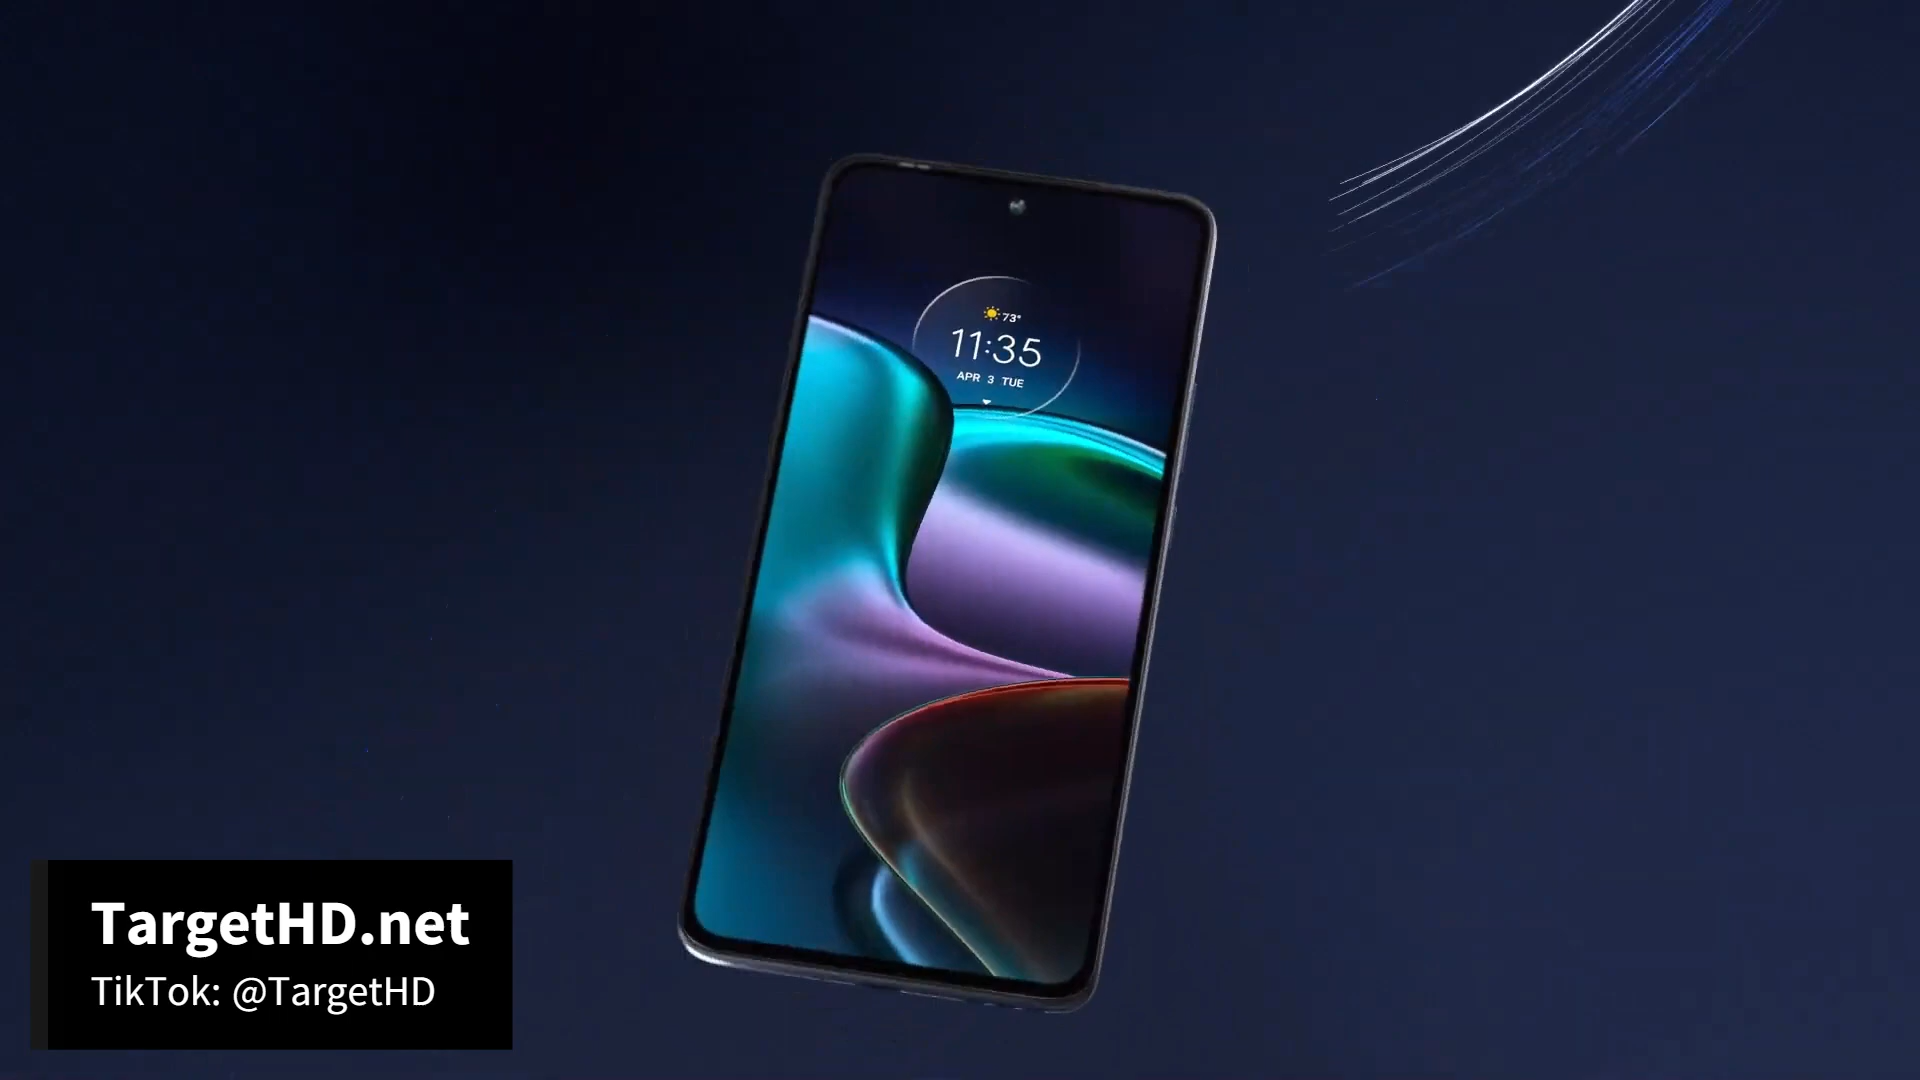 73°
11:35
APR 3 TUE
TargetHD.net
TikTok: @TargetHD